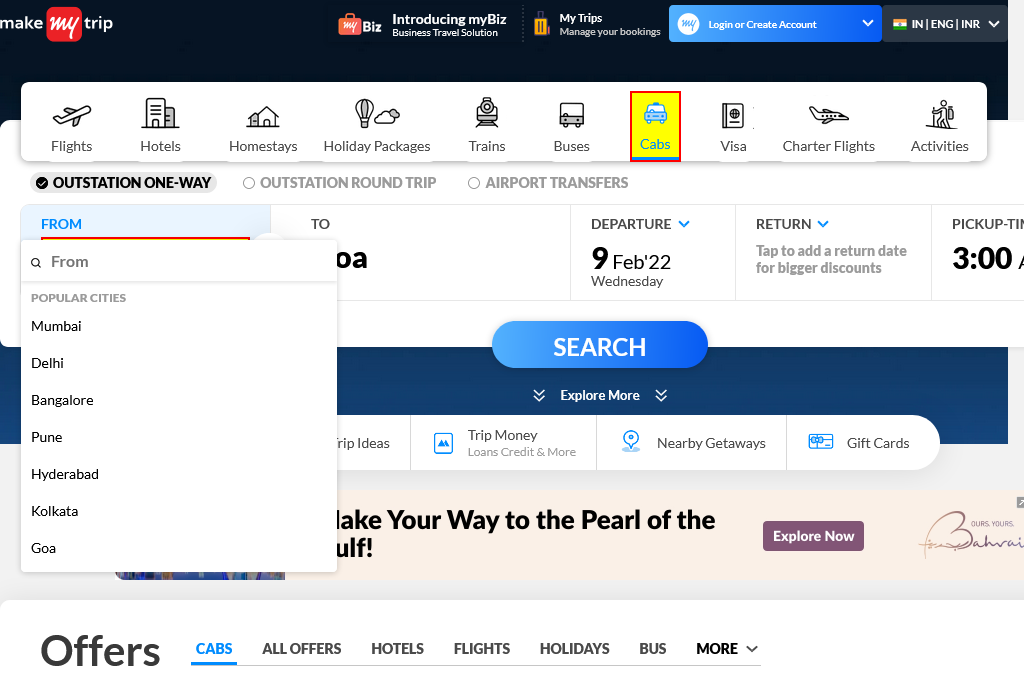 make my trip
my Biz
Introducing myBiz
Business Travel Solution
My Trips
Manage your bookings
my
Login or Create Account
IN | ENG | INR
Flights
Hotels
Homestays
Holiday Packages
Trains
Buses
Cabs
Visa
Charter Flights
Activities
OUTSTATION ONE-WAY
OUTSTATION ROUND TRIP
AIRPORT TRANSFERS
FROM
TO
DEPARTURE
RETURN
PICKUP-TIM
From
oa
9 Feb'22
Wednesday
Tap to add a return date
for bigger discounts
3:00 A
POPULAR CITIES
Mumbai
Delhi
Bangalore
Pune
Hyderabad
Kolkata
Goa
SEARCH
Explore More
Trip Ideas
Trip Money
Loans Credit & More
Nearby Getaways
Gift Cards
Make Your Way to the Pearl of the
ulf!
Explore Now
OURS. YOURS.
Bahrai
Offers
CABS
ALL OFFERS
HOTELS
FLIGHTS
HOLIDAYS
BUS
MORE